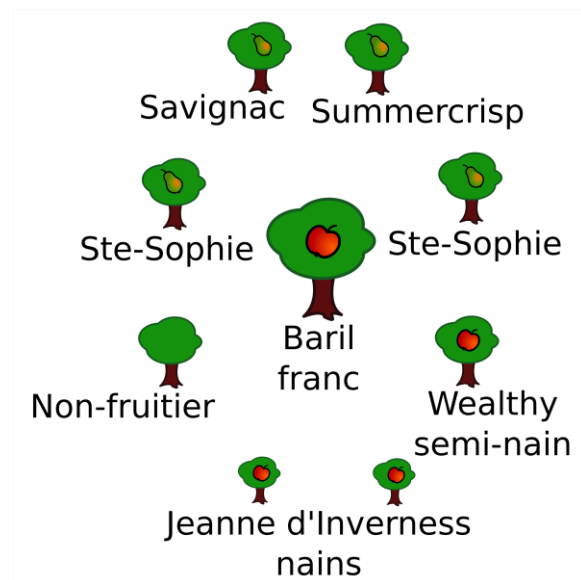 Savignac
Summercrisp
Ste-Sophie
Ste-Sophie
Baril
franc
Non-fruitier
Wealthy
semi-nain
Jeanne d'Inverness
nains